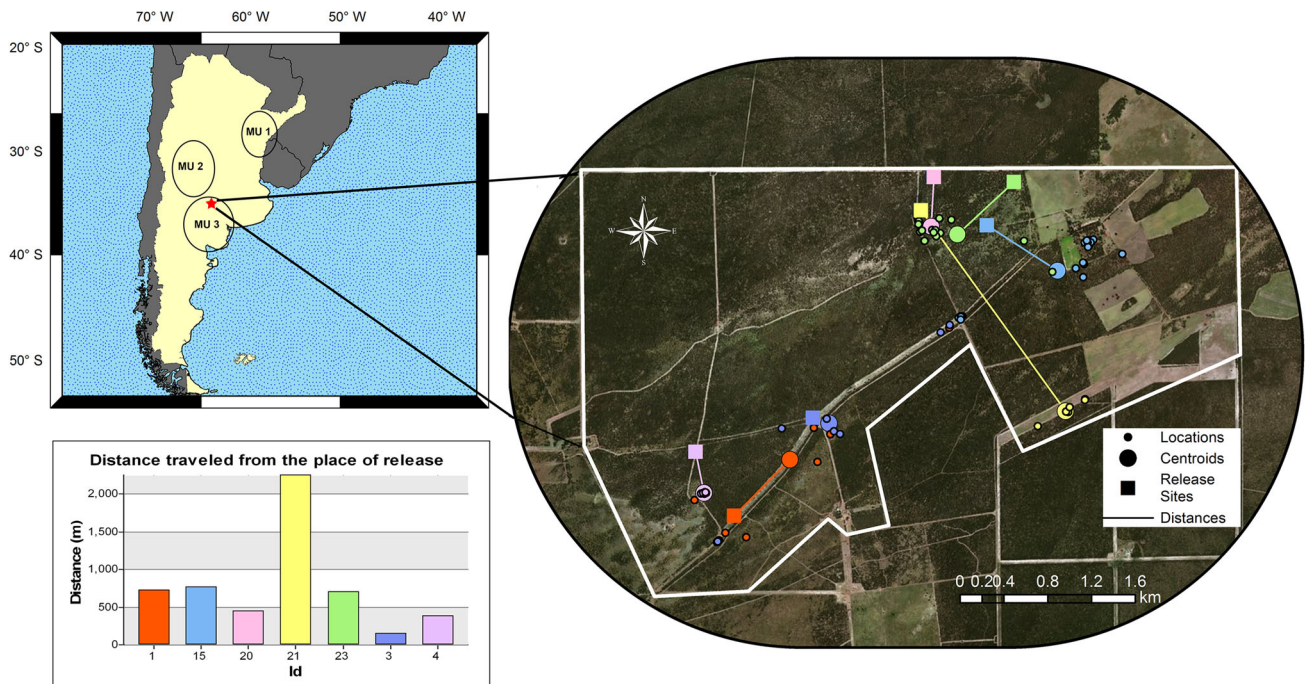 70° W 60° W 50° W 40° W
20° S
30° S
40° S
50° S
MU 1
MU 2
MU 3
N
W E
S
Locations
Centroids
Release
Sites
Distances
0 0.20.4 0.8 1.2 1.6
km
Distance traveled from the place of release
Distance (m)
2,000
1,500
1,000
500
0
1 15 20 21 23 3 4
Id